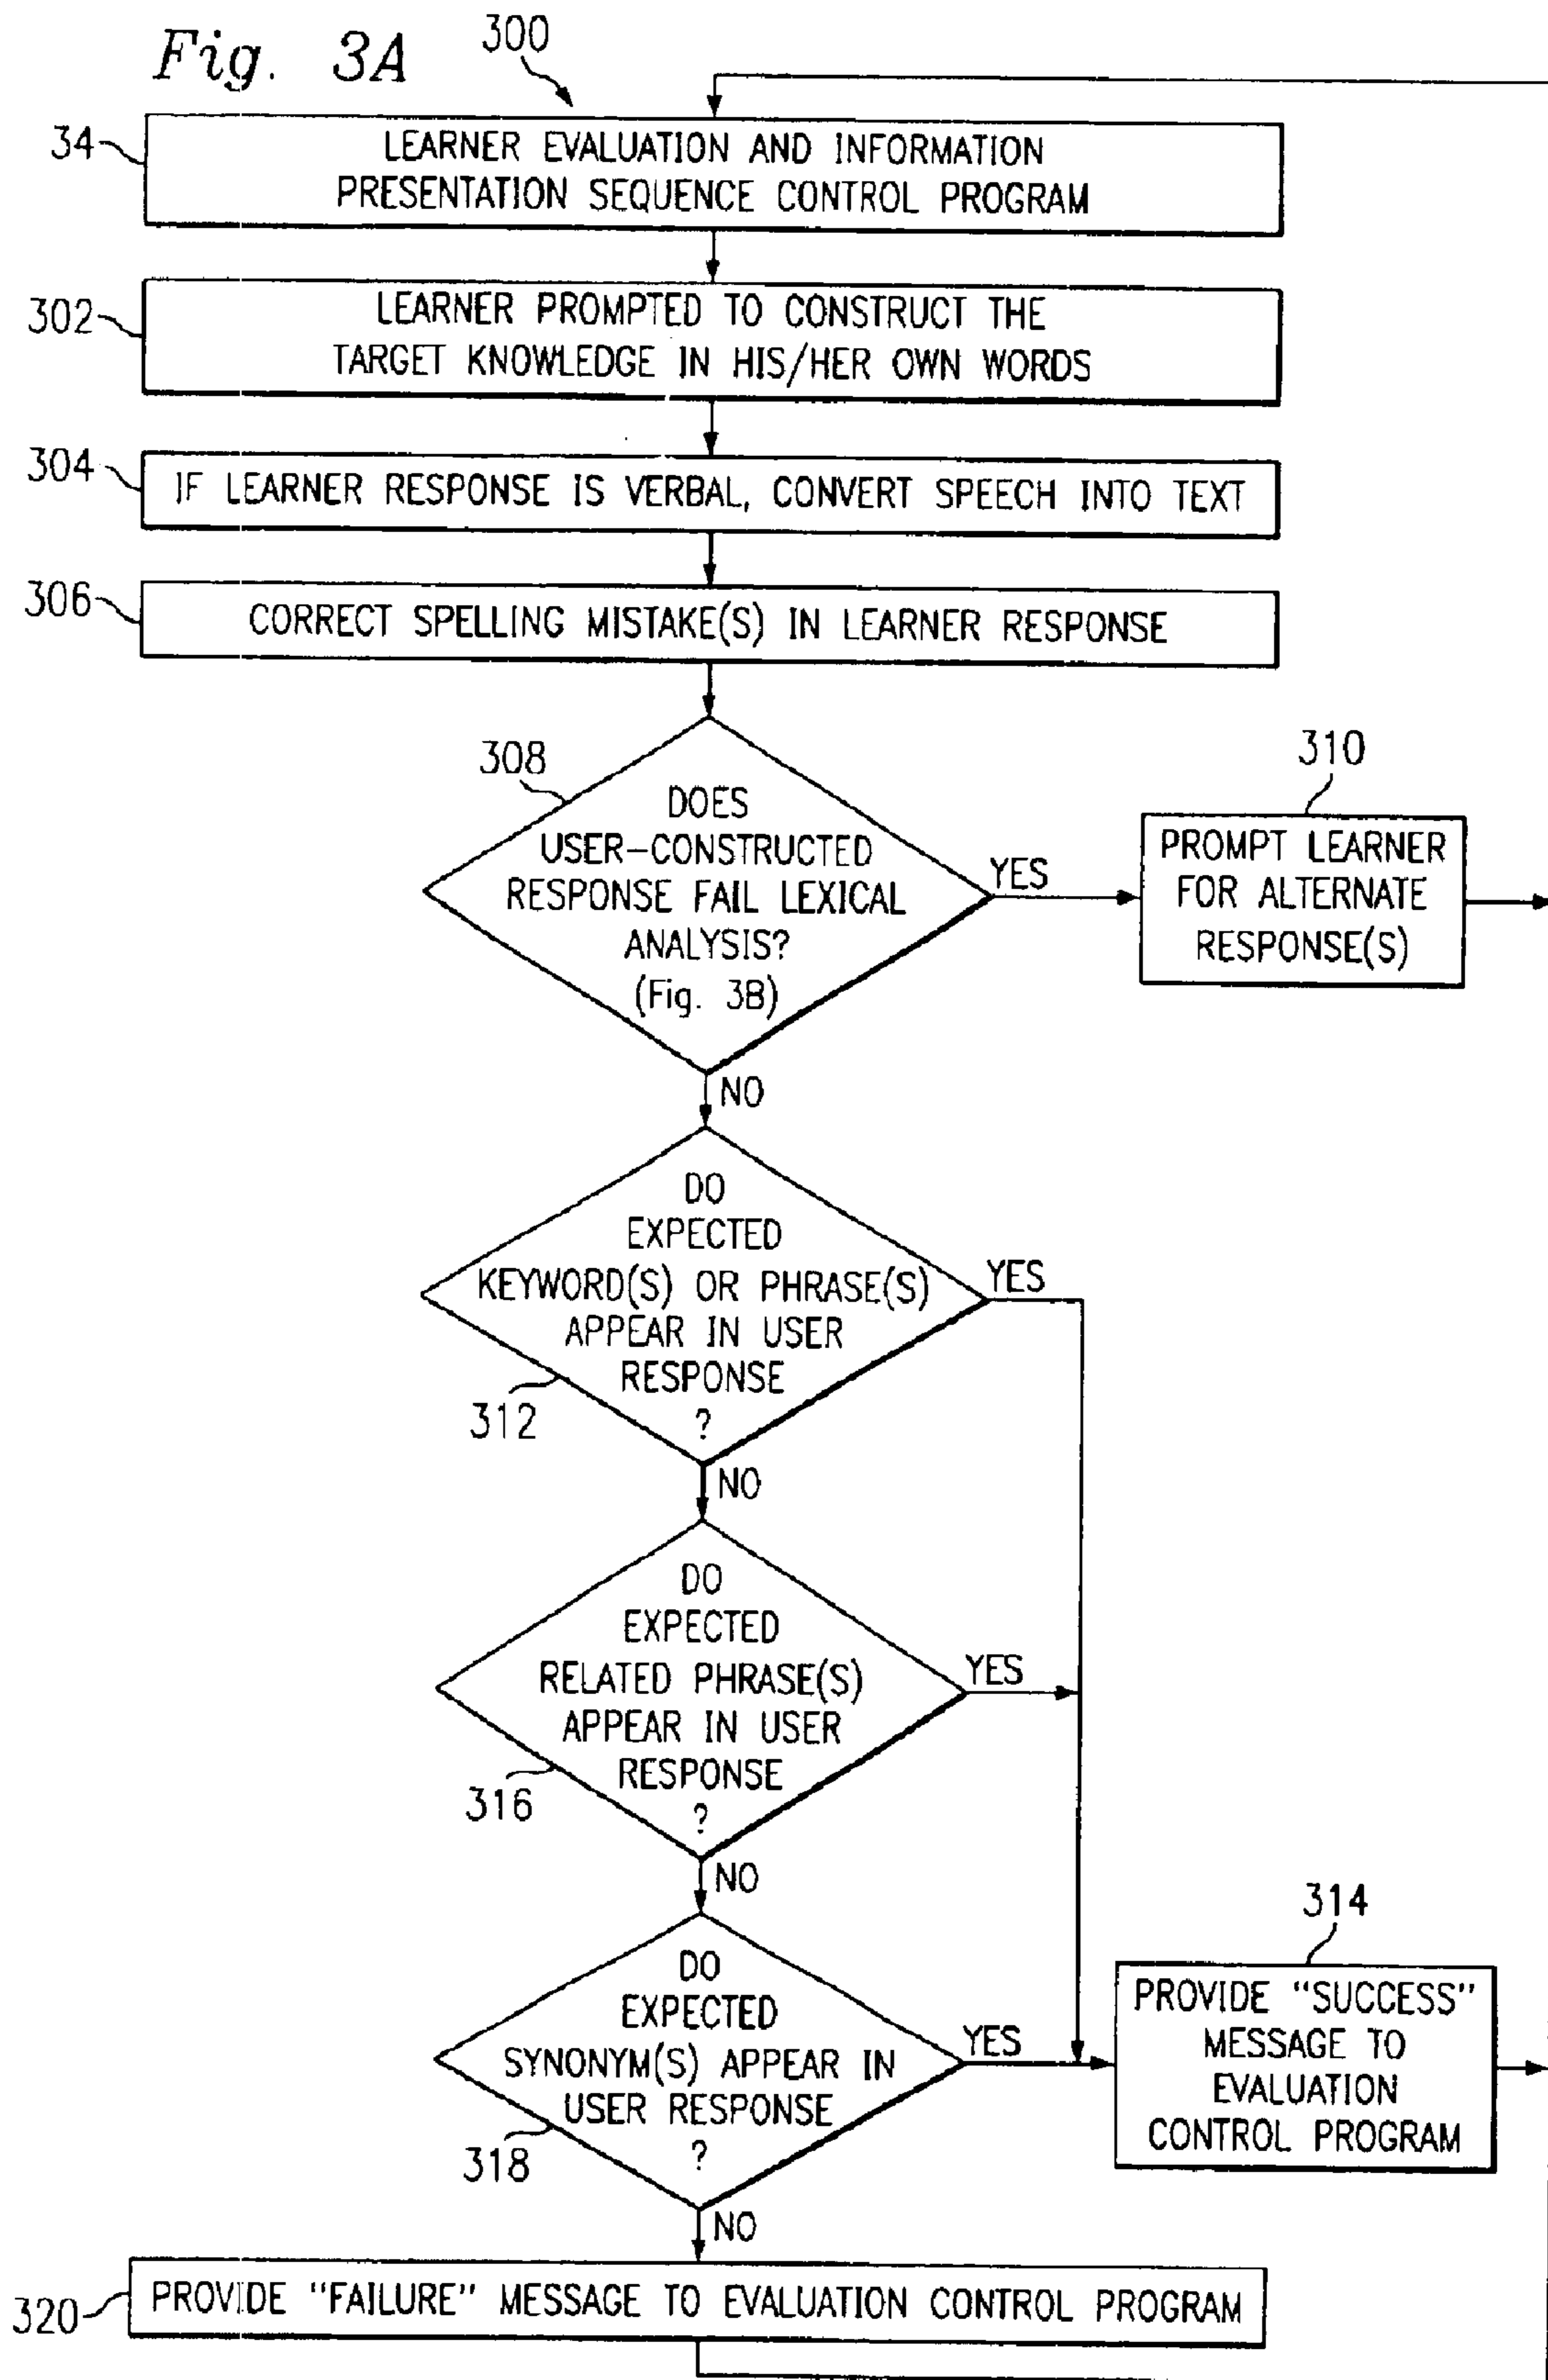 Fig. 3A
300
34
LEARNER EVALUATION AND INFORMATION
PRESENTATION SEQUENCE CONTROL PROGRAM
302
LEARNER PROMPTED TO CONSTRUCT THE
TARGET KNOWLEDGE IN HIS/HER OWN WORDS
304
IF LEARNER RESPONSE IS VERBAL, CONVERT SPEECH INTO TEXT
306
CORRECT SPELLING MISTAKE(S) IN LEARNER RESPONSE
308
DOES
USER-CONSTRUCTED
RESPONSE FAIL LEXICAL
ANALYSIS?
(Fig. 3B)
YES
310
PROMPT LEARNER
FOR ALTERNATE
RESPONSE(S)
NO
DO
EXPECTED
KEYWORD(S) OR PHRASE(S)
APPEAR IN USER
RESPONSE
?
312
YES
NO
DO
EXPECTED
RELATED PHRASE(S)
APPEAR IN USER
RESPONSE
?
316
YES
NO
DO
EXPECTED
SYNONYM(S) APPEAR IN
USER RESPONSE
?
318
YES
314
PROVIDE "SUCCESS"
MESSAGE TO
EVALUATION
CONTROL PROGRAM
NO
320
PROVIDE "FAILURE" MESSAGE TO EVALUATION CONTROL PROGRAM